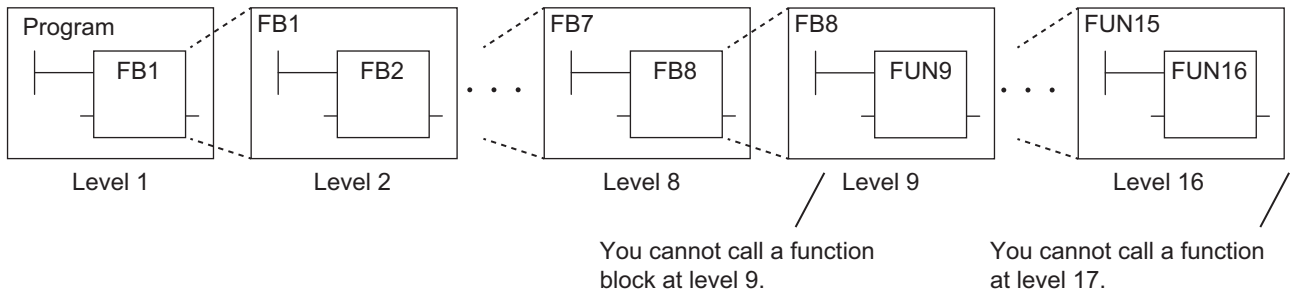 Program
FB1
FB1
FB2
. . .
FB7
FB8
FB8
FUN9
. . .
FUN15
FUN16
Level 1
Level 2
Level 8
Level 9
Level 16
You cannot call a function
block at level 9.
You cannot call a function
at level 17.